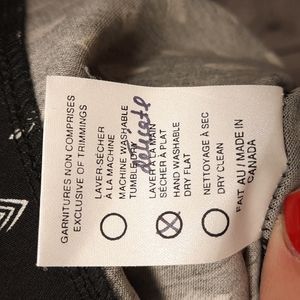 GARNITURES NON COMPRISES
EXCLUSIVE OF TRIMMINGS
LAVER-SÉCHER
À LA MACHINE
MACHINE WASHABLE
TUMBLE DRY
delicate
LAVER À LA MAIN
SÉCHER À PLAT
HAND WASHABLE
DRY FLAT
NETTOYAGE À SEC
DRY CLEAN
FAIT AU / MADE IN
CANADA